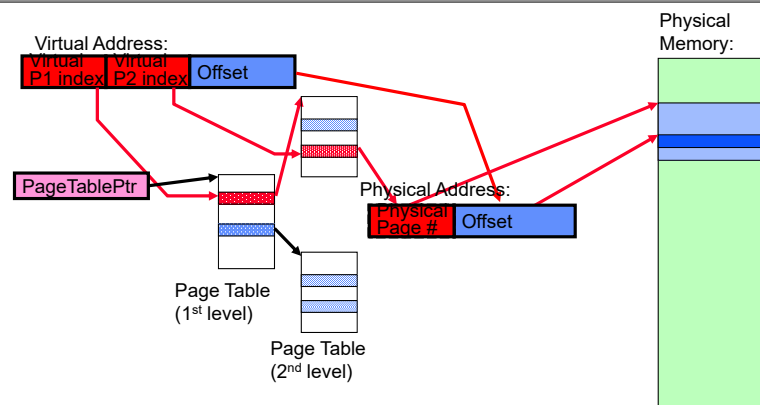 Physical
Memory:
Virtual Address:
Virtual
P1 index
Virtual
P2 index
Offset
PageTablePtr
Physical Address:
Physical
Page #
Offset
Page Table
(1st level)
Page Table
(2nd level)